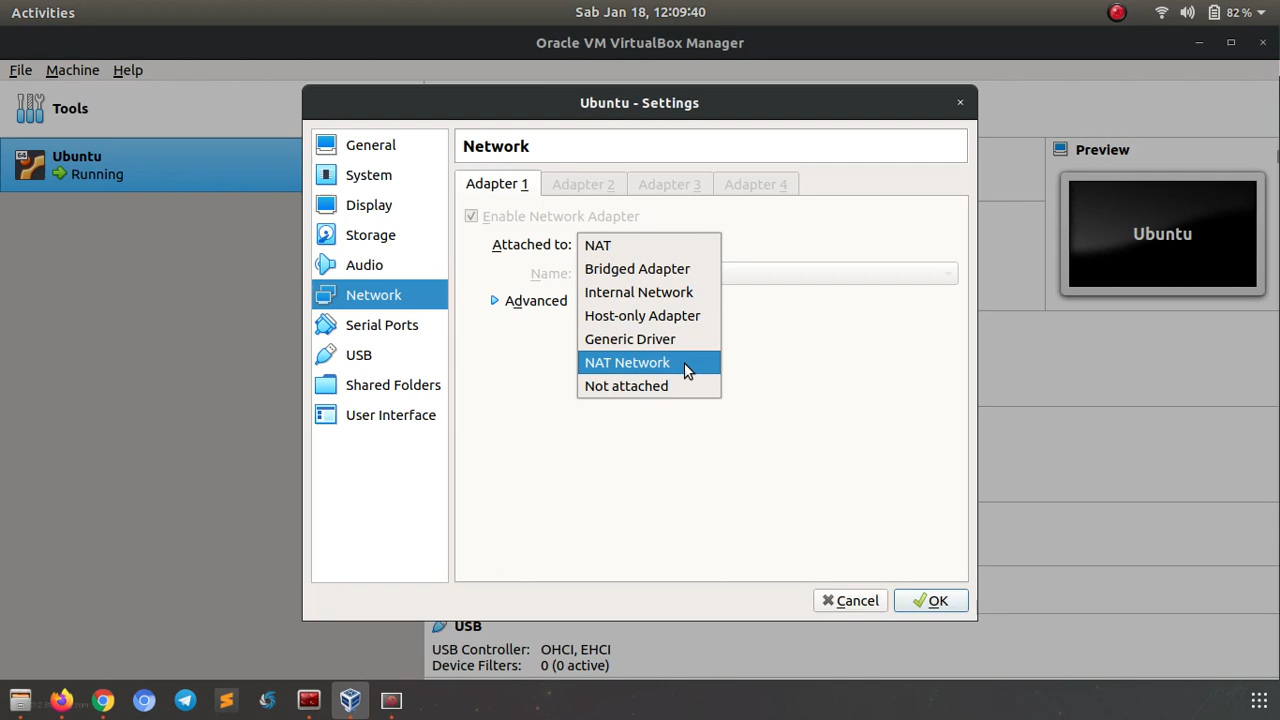 Activities
Sab Jan 18, 12:09:40
82 %
Oracle VM VirtualBox Manager
File Machine Help
Tools
Ubuntu
Running
Ubuntu - Settings
General
System
Display
Storage
Audio
Network
Serial Ports
USB
Shared Folders
User Interface
Network
Adapter 1 Adapter 2 Adapter 3 Adapter 4
Enable Network Adapter
Attached to:
NAT
Bridged Adapter
Internal Network
Host-only Adapter
Generic Driver
NAT Network
Not attached
Name:
Advanced
Cancel OK
Preview
Ubuntu
USB
USB Controller: OHCI, EHCI
Device Filters: 0 (0 active)